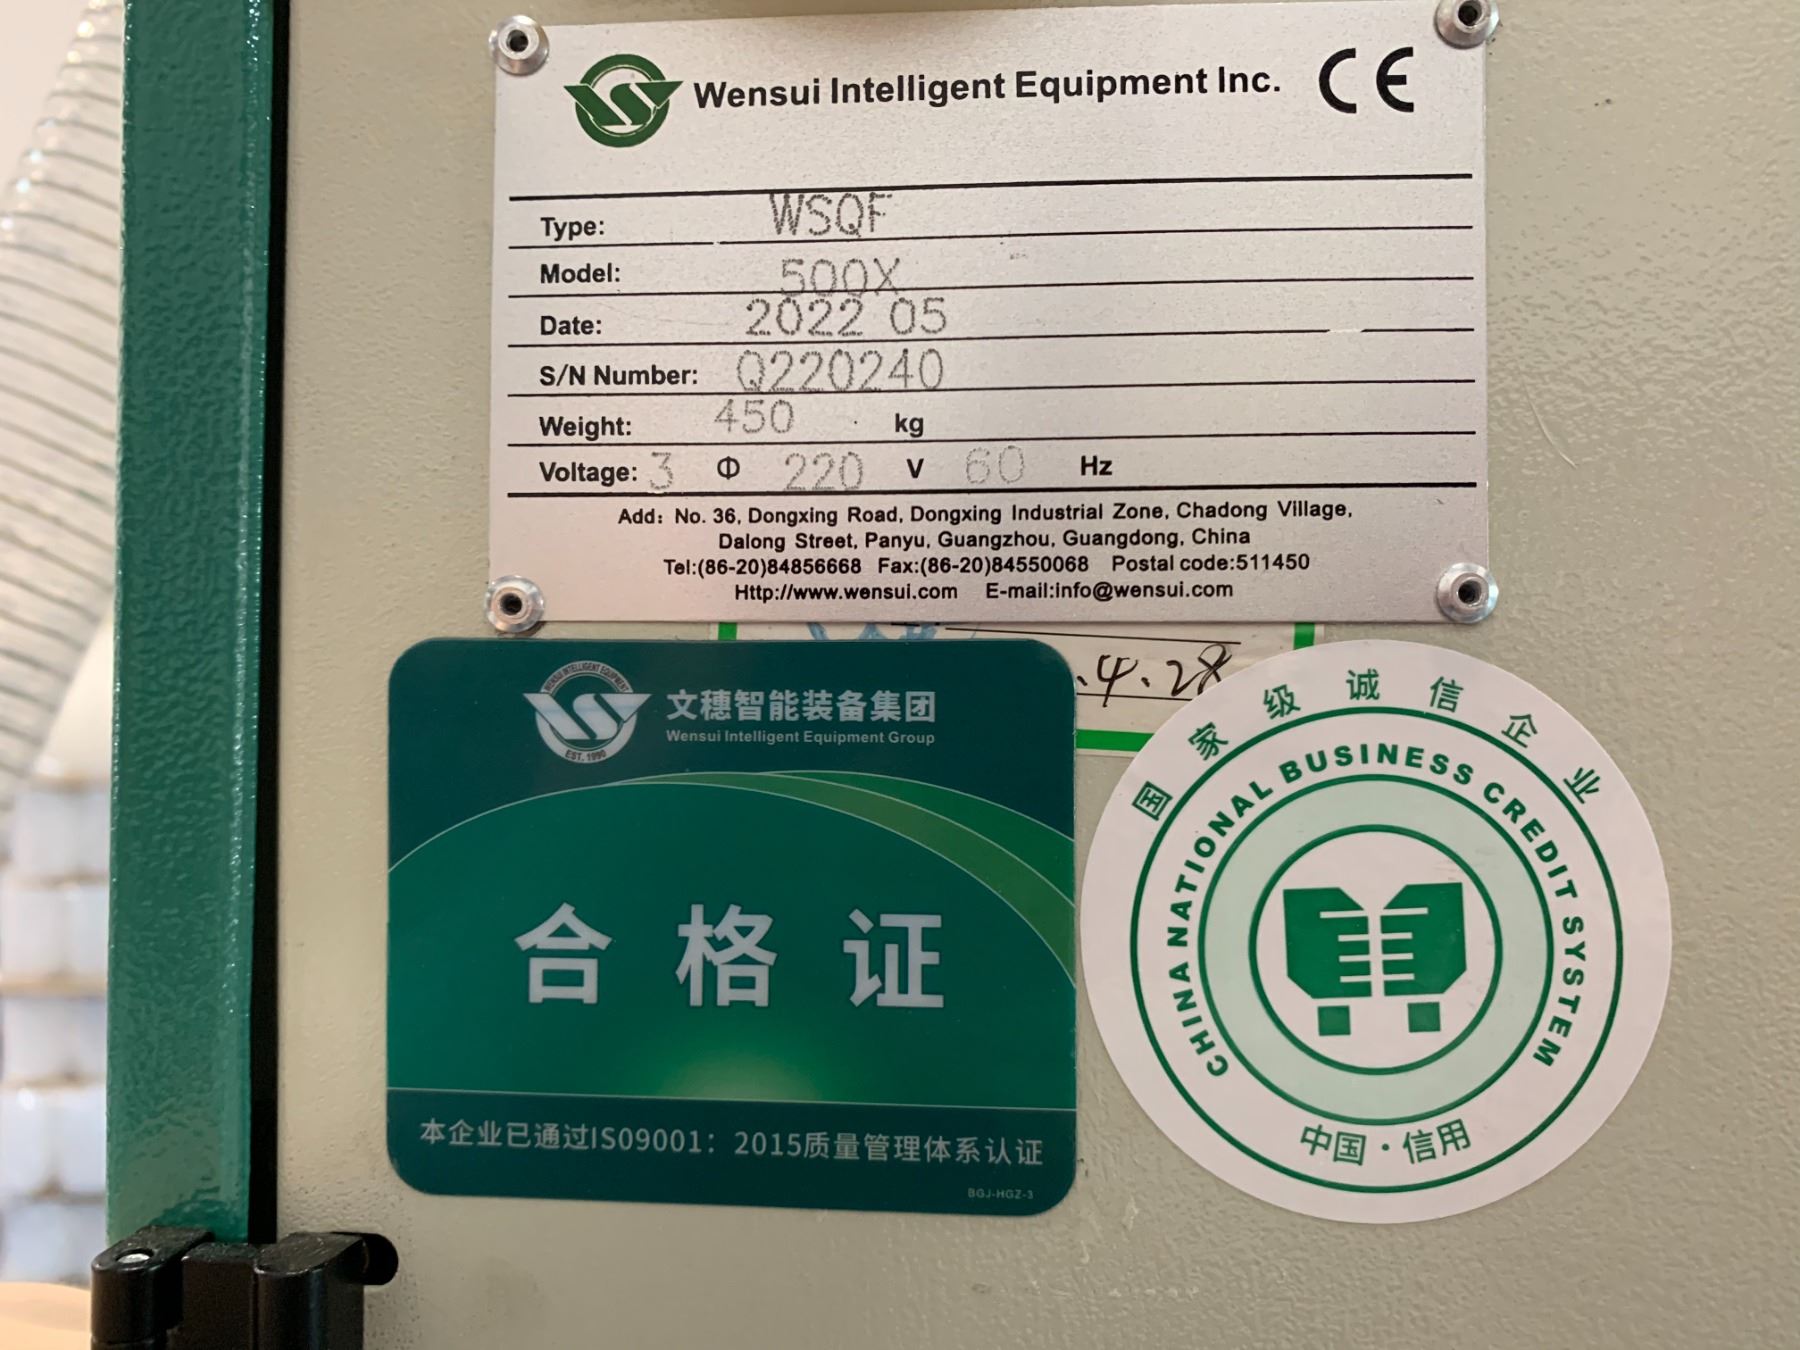 Wensui Intelligent Equipment Inc. CE
Type: WSQF
Model: 500X
Date: 2022 05
S/N Number: Q220240
Weight: 450 kg
Voltage: 3 Φ 220 V 60 Hz
Add: No. 36, Dongxing Road, Dongxing Industrial Zone, Chadong Village,
Dalong Street, Panyu, Guangzhou, Guangdong, China
Tel:(86-20)84856668 Fax:(86-20)84550068 Postal code:511450
Http://www.wensui.com E-mail:info@wensui.com
.4.28
WENSUI INTELLIGENT EQUIPMENT
EST. 1990
文穗智能装备集团
Wensui Intelligent Equipment Group
合格证
本企业已通过ISO9001：2015质量管理体系认证
BGJ-HGZ-3
国家级诚信企业
CHINA NATIONAL BUSINESS CREDIT SYSTEM
中国·信用